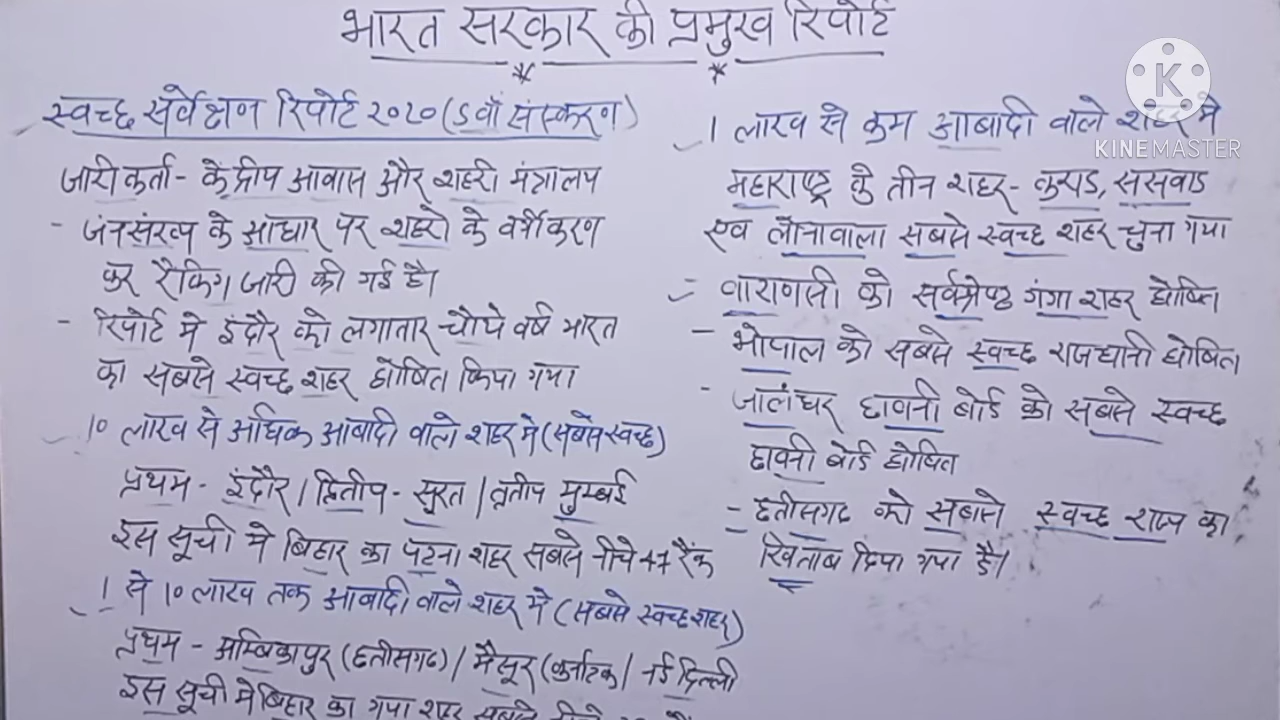 भारत सरकार की प्रमुख रिपोर्ट
स्वच्छ सर्वेक्षण रिपोर्ट २०२० (5वाँ संस्करण)
जारीकर्ता - केंद्रीय आवास और शहरी मंत्रालय
- जनसंख्य के आधार पर शहरो के वर्गीकरण
कर रैकिंग जारी की गई है।
- रिपोर्ट मे इंदौर को लगातार चौथे वर्ष भारत
का सबसे स्वच्छ शहर घोषित किया गया
10 लाख से अधिक आबादी वाले शहर मे (सबसे स्वच्छ)
प्रथम - इंदौर / द्वितीय - सूरत / तृतीय मुम्बई
इस सूची मे बिहार का पटना शहर सबसे नीचे 47 रैंक
1 से 10 लाख तक आबादी वाले शहर मे (सबसे स्वच्छ शहर)
प्रथम - अम्बिकापुर (छतीसगढ) / मैसूर (कर्नाटक / नई दिल्ली
इस सूची मे बिहार का गया शहर सबसे नीचे
1 लाख से कम आबादी वाले शहर मे
महाराष्ट्र के तीन शहर - कराड, ससवाड
एव लोनावाला सबसे स्वच्छ शहर चुना गया
- वाराणसी को सर्वश्रेष्ठ गंगा शहर घोषित
- भोपाल को सबसे स्वच्छ राजधानी घोषित
- जालंधर छावनी बोर्ड को सबसे स्वच्छ
छावनी बोर्ड घोषित
- छतीसगढ को सबसे स्वच्छ राज्य का
खिताब दिया गया है।
K
KINEMASTER